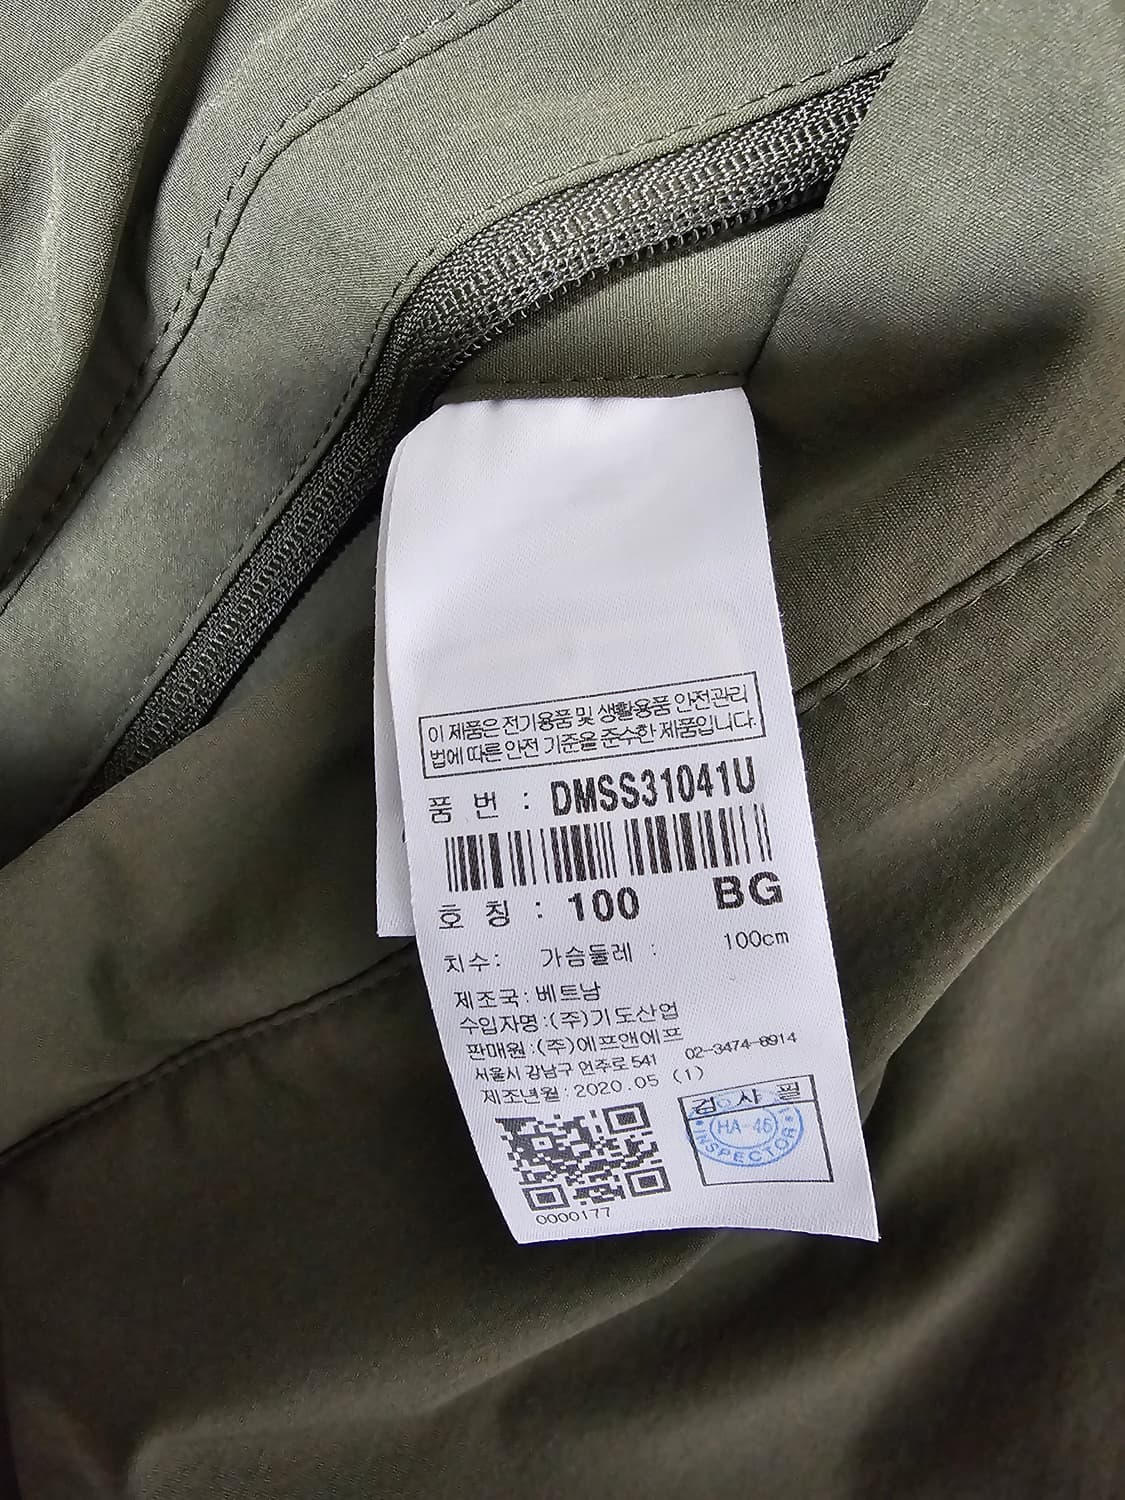 이 제품은 전기용품 및 생활용품 안전관리
법에 따른 안전 기준을 준수한 제품입니다.
품 번 : DMSS31041U
호 칭 : 100 BG
치수: 가슴둘레 : 100cm
제조국:베트남
수입자명:(주)기도산업
판매원:(주)에프앤에프
서울시 강남구 언주로541 02-3474-8914
제조년월:2020.05 (1)
검 사 필
HA-46
INSPECTOR
0000177